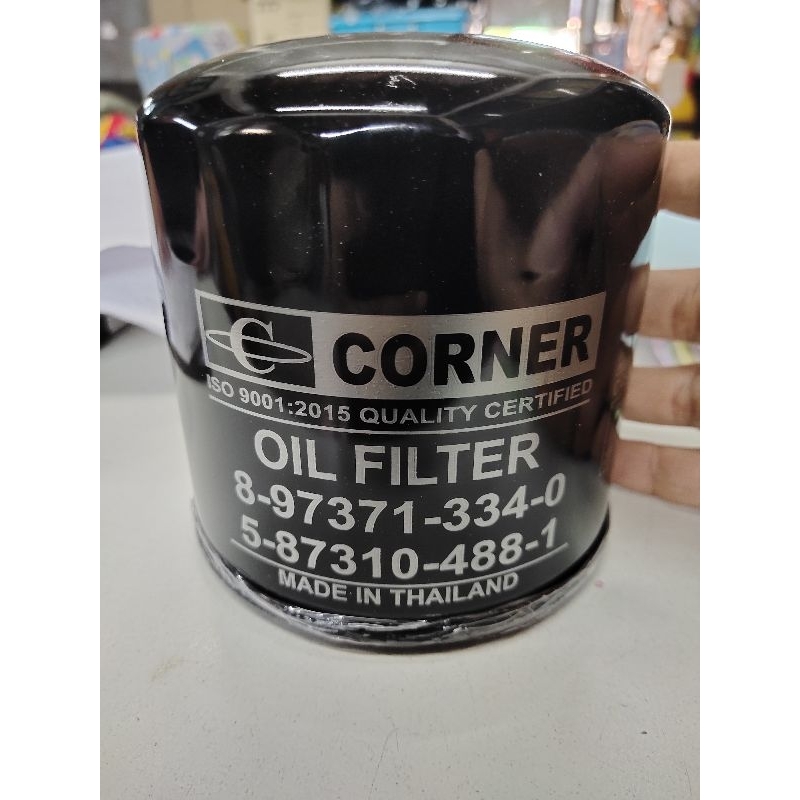 C CORNER
ISO 9001:2015 QUALITY CERTIFIED
OIL FILTER
8-97371-334-0
5-87310-488-1
MADE IN THAILAND